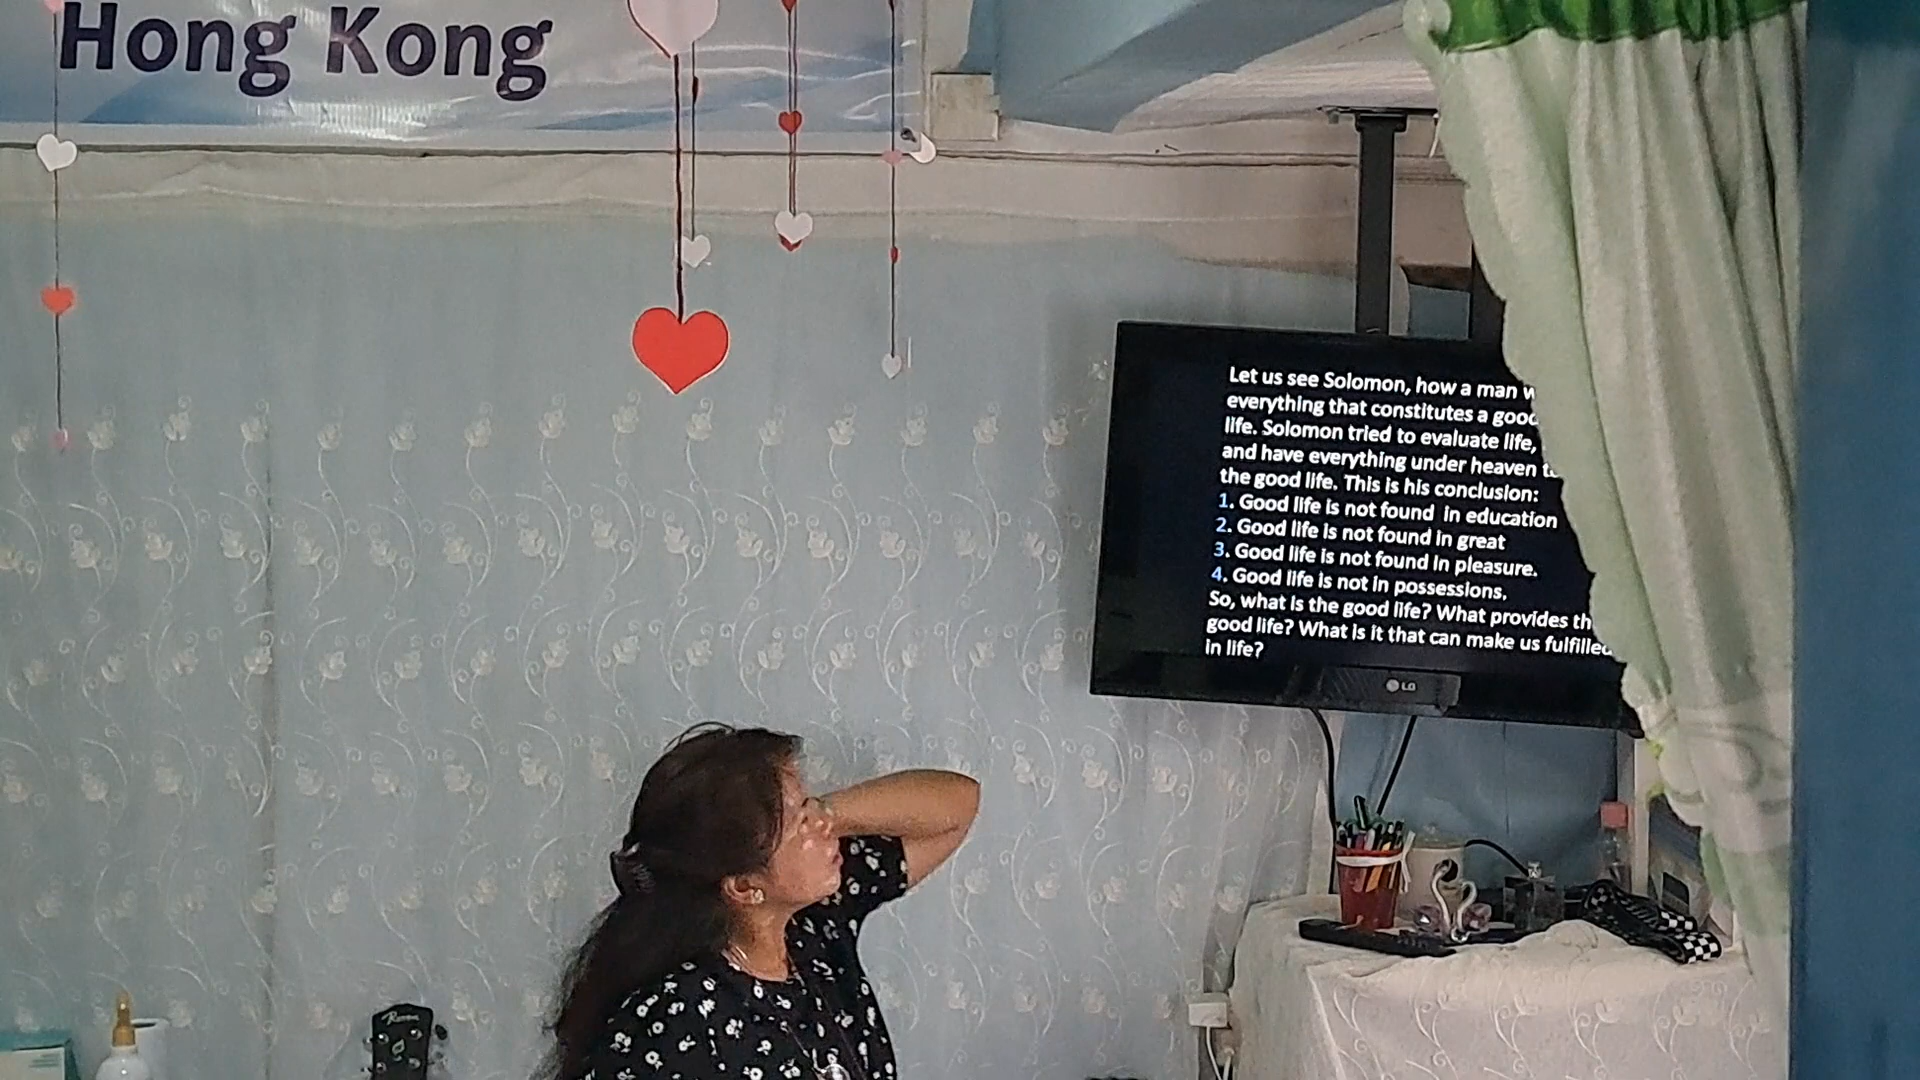 Hong Kong
Let us see Solomon, how a man
everything that constitutes a
life. Solomon tried to evaluate life,
and have everything under heaven
the good life. This is his conclusion:
1. Good life is not found in education
2. Good life is not found in great
3. Good life is not found in pleasure.
4. Good life is not in possessions.
So, what is the good life? What provides
good life? What is it that can make us
in life?
LG